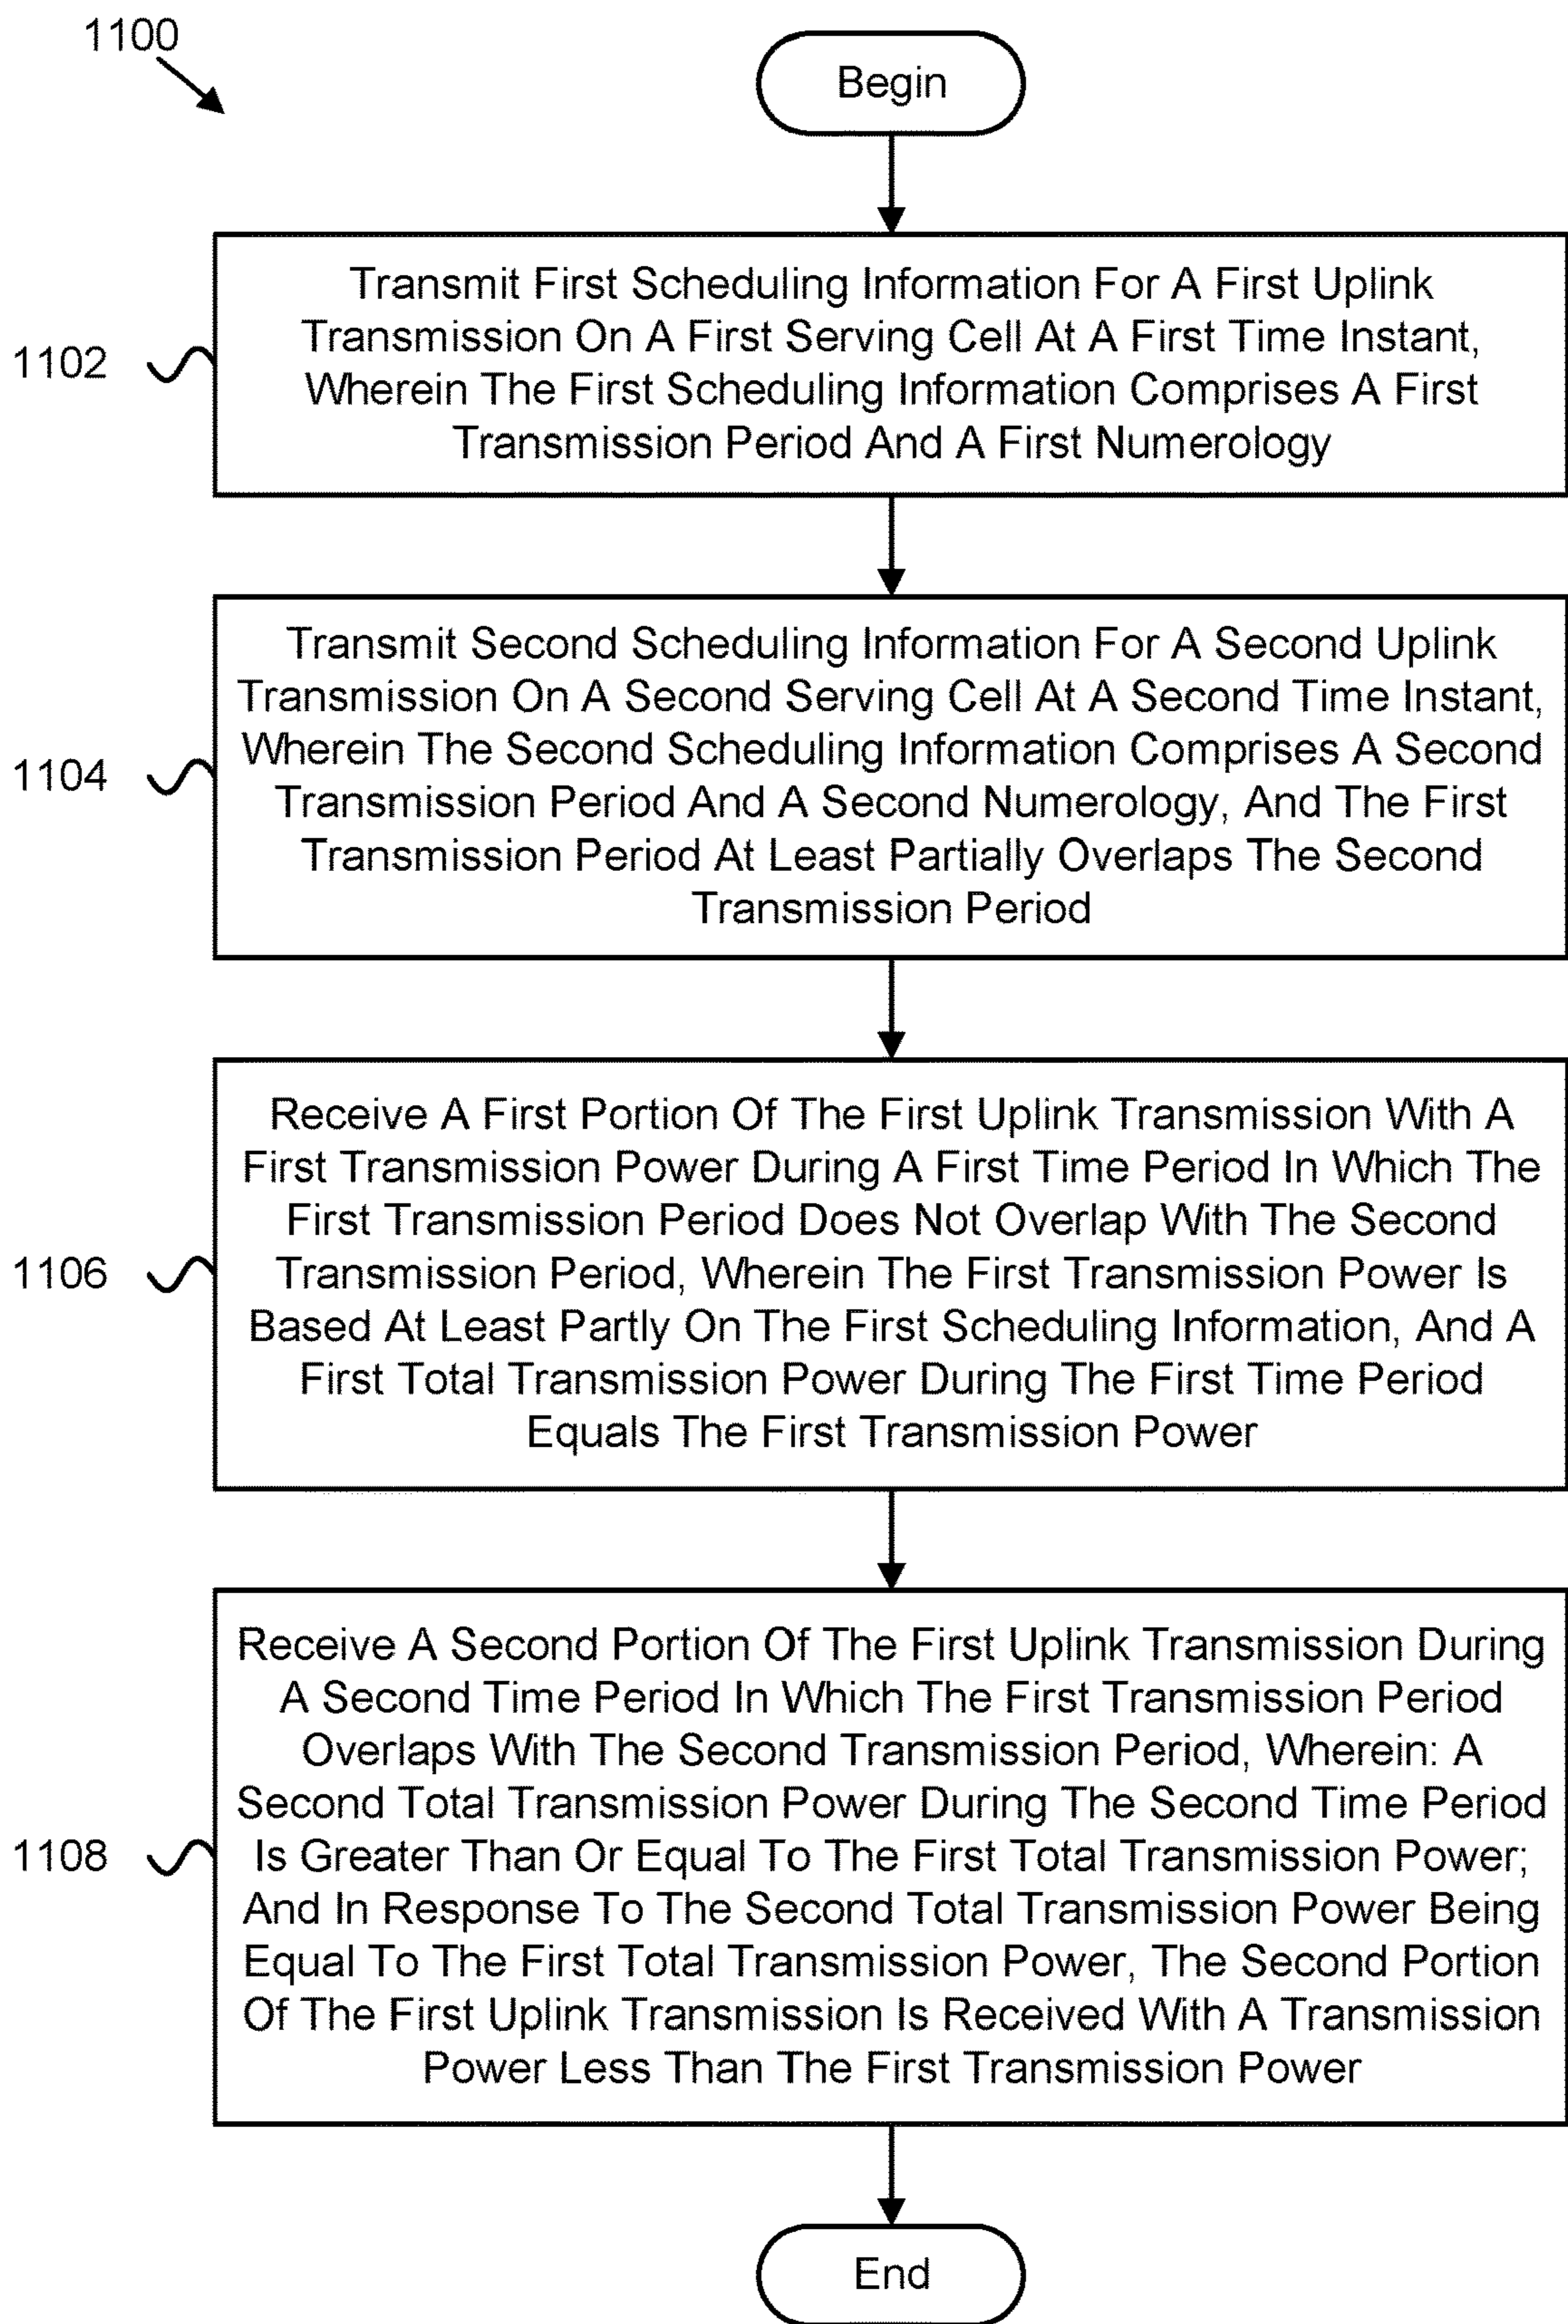 1100
Begin
Transmit First Scheduling Information For A First Uplink
Transmission On A First Serving Cell At A First Time Instant,
Wherein The First Scheduling Information Comprises A First
Transmission Period And A First Numerology
1102
Transmit Second Scheduling Information For A Second Uplink
Transmission On A Second Serving Cell At A Second Time Instant,
Wherein The Second Scheduling Information Comprises A Second
Transmission Period And A Second Numerology, And The First
Transmission Period At Least Partially Overlaps The Second
Transmission Period
1104
Receive A First Portion Of The First Uplink Transmission With A
First Transmission Power During A First Time Period In Which The
First Transmission Period Does Not Overlap With The Second
Transmission Period, Wherein The First Transmission Power Is
Based At Least Partly On The First Scheduling Information, And A
First Total Transmission Power During The First Time Period
Equals The First Transmission Power
1106
Receive A Second Portion Of The First Uplink Transmission During
A Second Time Period In Which The First Transmission Period
Overlaps With The Second Transmission Period, Wherein: A
Second Total Transmission Power During The Second Time Period
Is Greater Than Or Equal To The First Total Transmission Power;
And In Response To The Second Total Transmission Power Being
Equal To The First Total Transmission Power, The Second Portion
Of The First Uplink Transmission Is Received With A Transmission
Power Less Than The First Transmission Power
1108
End